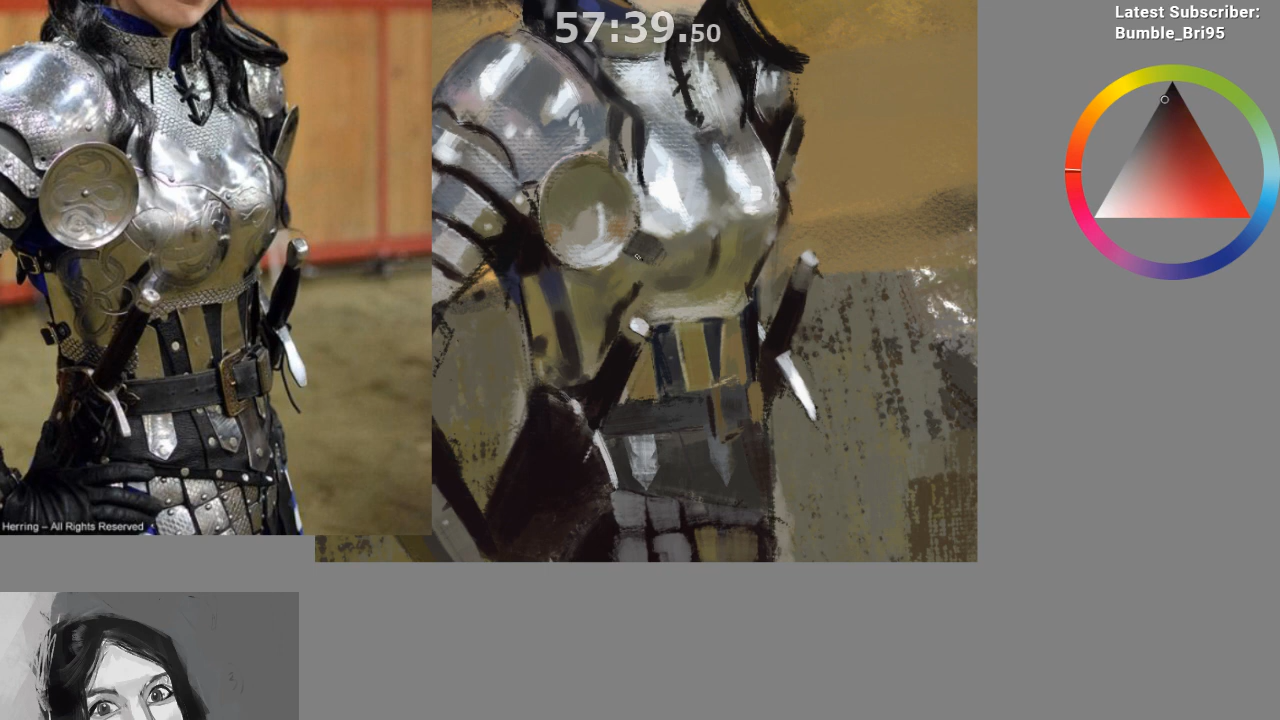 57:39.50
Latest Subscriber:
Bumble_Bri95
Herring – All Rights Reserved